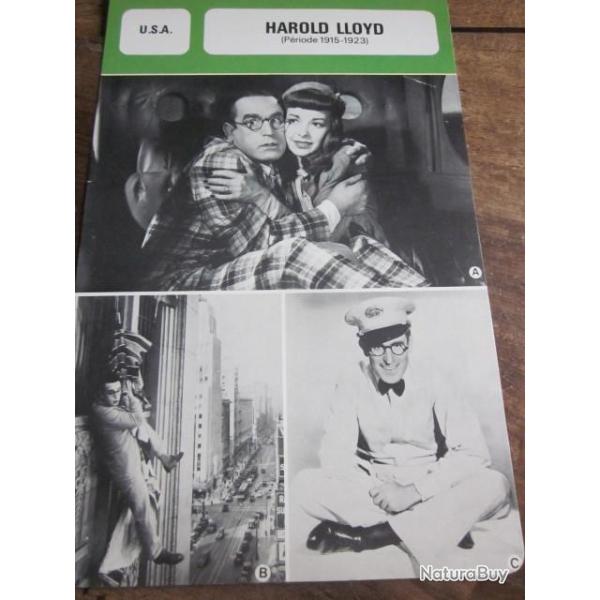 U.S.A.
HAROLD LLOYD
(Période 1915-1923)
A
B
C
NaturaBuy